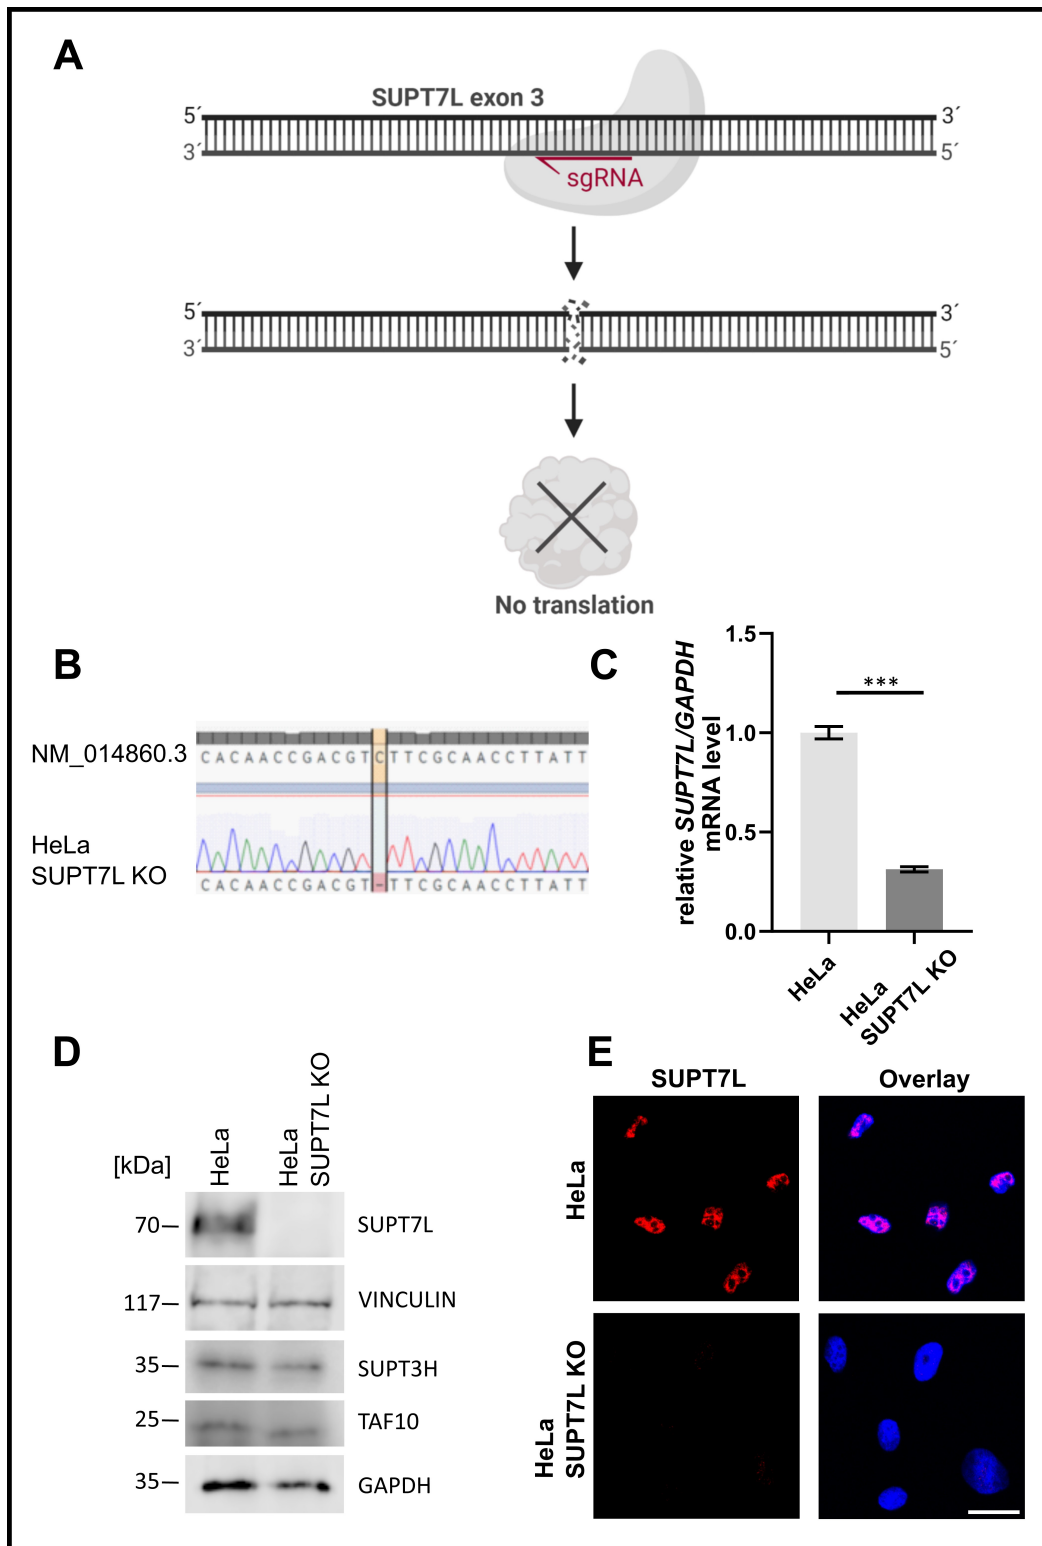 A
SUPT7L exon 3
5´ 3´
3´ 5´
sgRNA
5´ 3´
3´ 5´
No translation
B
NM_014860.3
CACAACCGACGTCTTCGCAACCTTATT
HeLa
SUPT7L KO
CACAACCGACGT-TTCGCAACCTTATT
C
relative SUPT7L/GAPDH
mRNA level
1.5
1.0
0.5
0.0
***
HeLa
HeLa
SUPT7L KO
D
[kDa]
HeLa
HeLa
SUPT7L KO
70 SUPT7L
117 VINCULIN
35 SUPT3H
25 TAF10
35 GAPDH
E
SUPT7L Overlay
HeLa
HeLa
SUPT7L KO